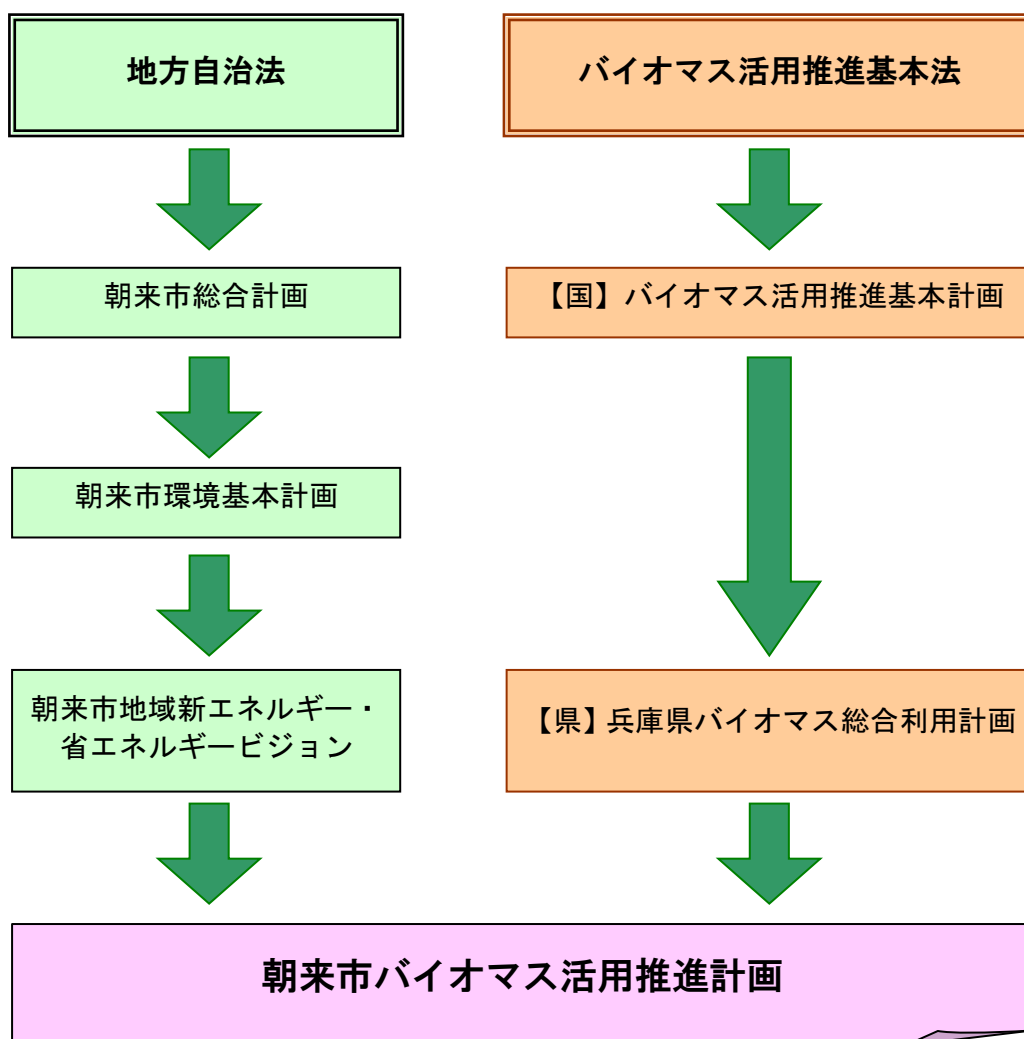 地方自治法
バイオマス活用推進基本法
朝来市総合計画
【国】バイオマス活用推進基本計画
朝来市環境基本計画
朝来市地域新エネルギー・
省エネルギービジョン
【県】兵庫県バイオマス総合利用計画
朝来市バイオマス活用推進計画